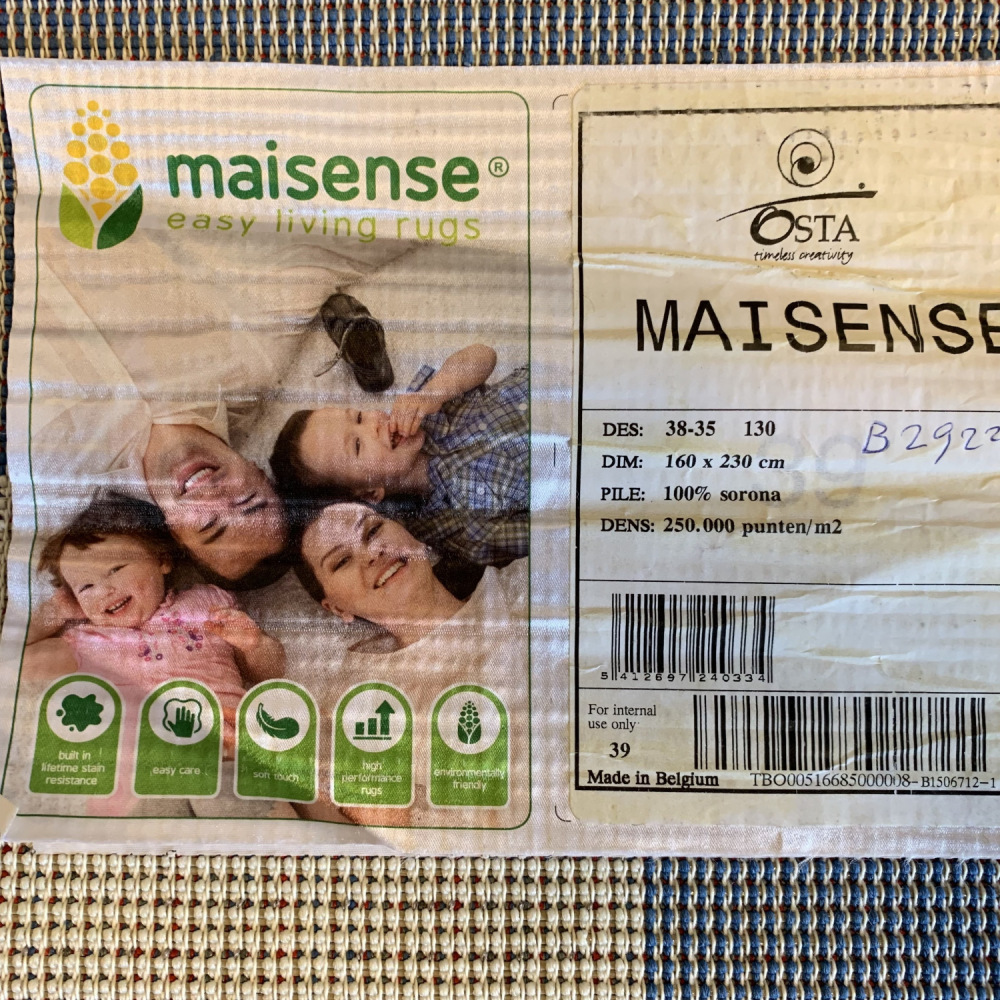 maisense®
easy living rugs
built in
lifetime stain
resistance
easy care
soft touch
high
performance
rugs
environmentally
friendly
OSTA
timeless creativity
MAISENSE
DES: 38-35 130
B2922
DIM: 160 x 230 cm
PILE: 100% sorona
39
DENS: 250.000 punten/m2
5 412697 240334
For internal
use only:
39
Made in Belgium TBO00516685000008-B1506712-1